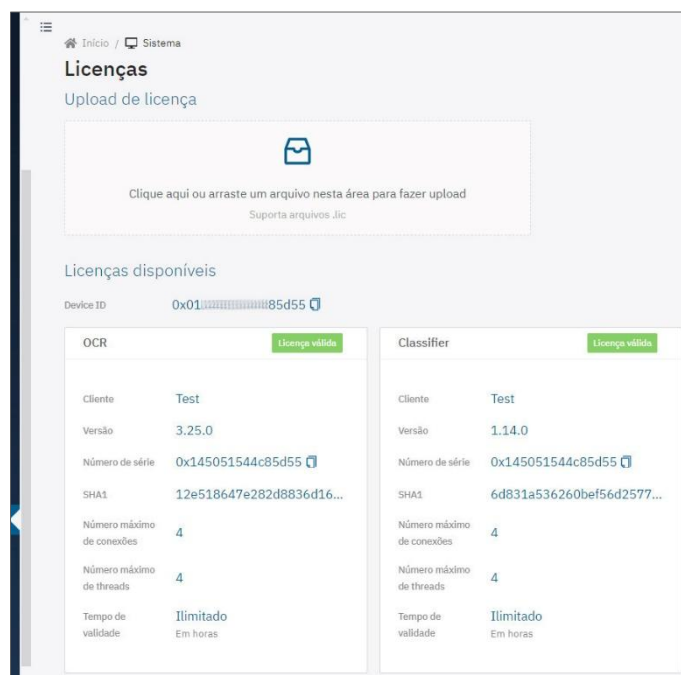 Início / Sistema
Licenças
Upload de licença
Clique aqui ou arraste um arquivo nesta área para fazer upload
Suporta arquivos .lic
Licenças disponíveis
Device ID 0x01 85d55
OCR Licença válida
Cliente Test
Versão 3.25.0
Número de série 0x145051544c85d55
SHA1 12e518647e282d8836d16...
Número máximo
de conexões 4
Número máximo
de threads 4
Tempo de
validade
Ilimitado
Em horas
Classifier Licença válida
Cliente Test
Versão 1.14.0
Número de série 0x145051544c85d55
SHA1 6d831a536260bef56d2577...
Número máximo
de conexões 4
Número máximo
de threads 4
Tempo de
validade
Ilimitado
Em horas